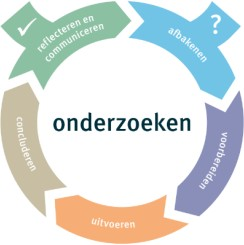 reflecteren en
communiceren
?
afbakenen
onderzoeken
concluderen
voorbereiden
uitvoeren